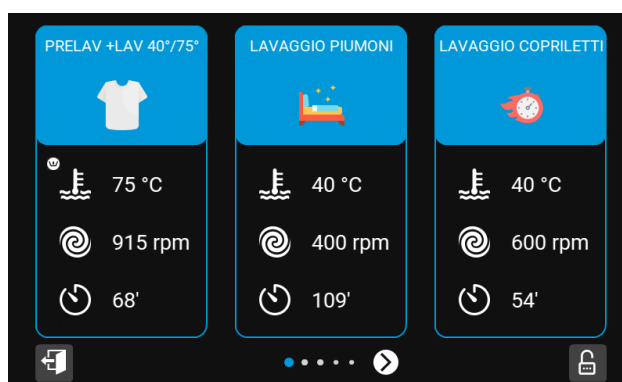 PRELAV +LAV 40°/75°
LAVAGGIO PIUMONI
LAVAGGIO COPRILETTI
75 °C
40 °C
40 °C
915 rpm
400 rpm
600 rpm
68'
109'
54'